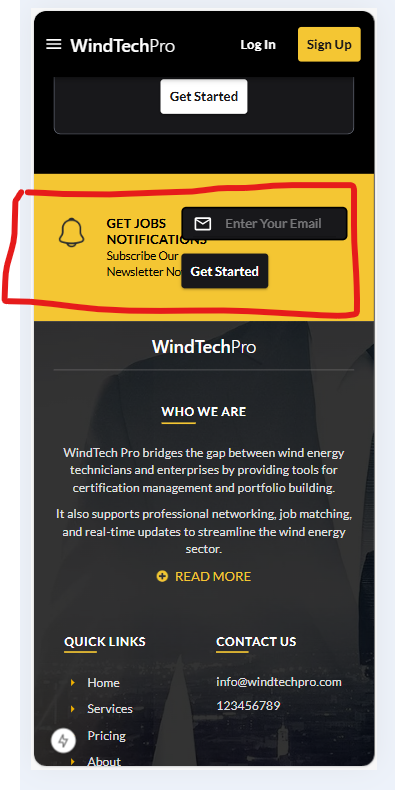 WindTechPro
Log In
Sign Up
Get Started
GET JOBS
NOTIFICATIONS
Subscribe Our
Newsletter No
Enter Your Email
Get Started
WindTechPro
WHO WE ARE
WindTech Pro bridges the gap between wind energy
technicians and enterprises by providing tools for
certification management and portfolio building.
It also supports professional networking, job matching,
and real-time updates to streamline the wind energy
sector.
READ MORE
QUICK LINKS
Home
Services
Pricing
About
CONTACT US
info@windtechpro.com
123456789